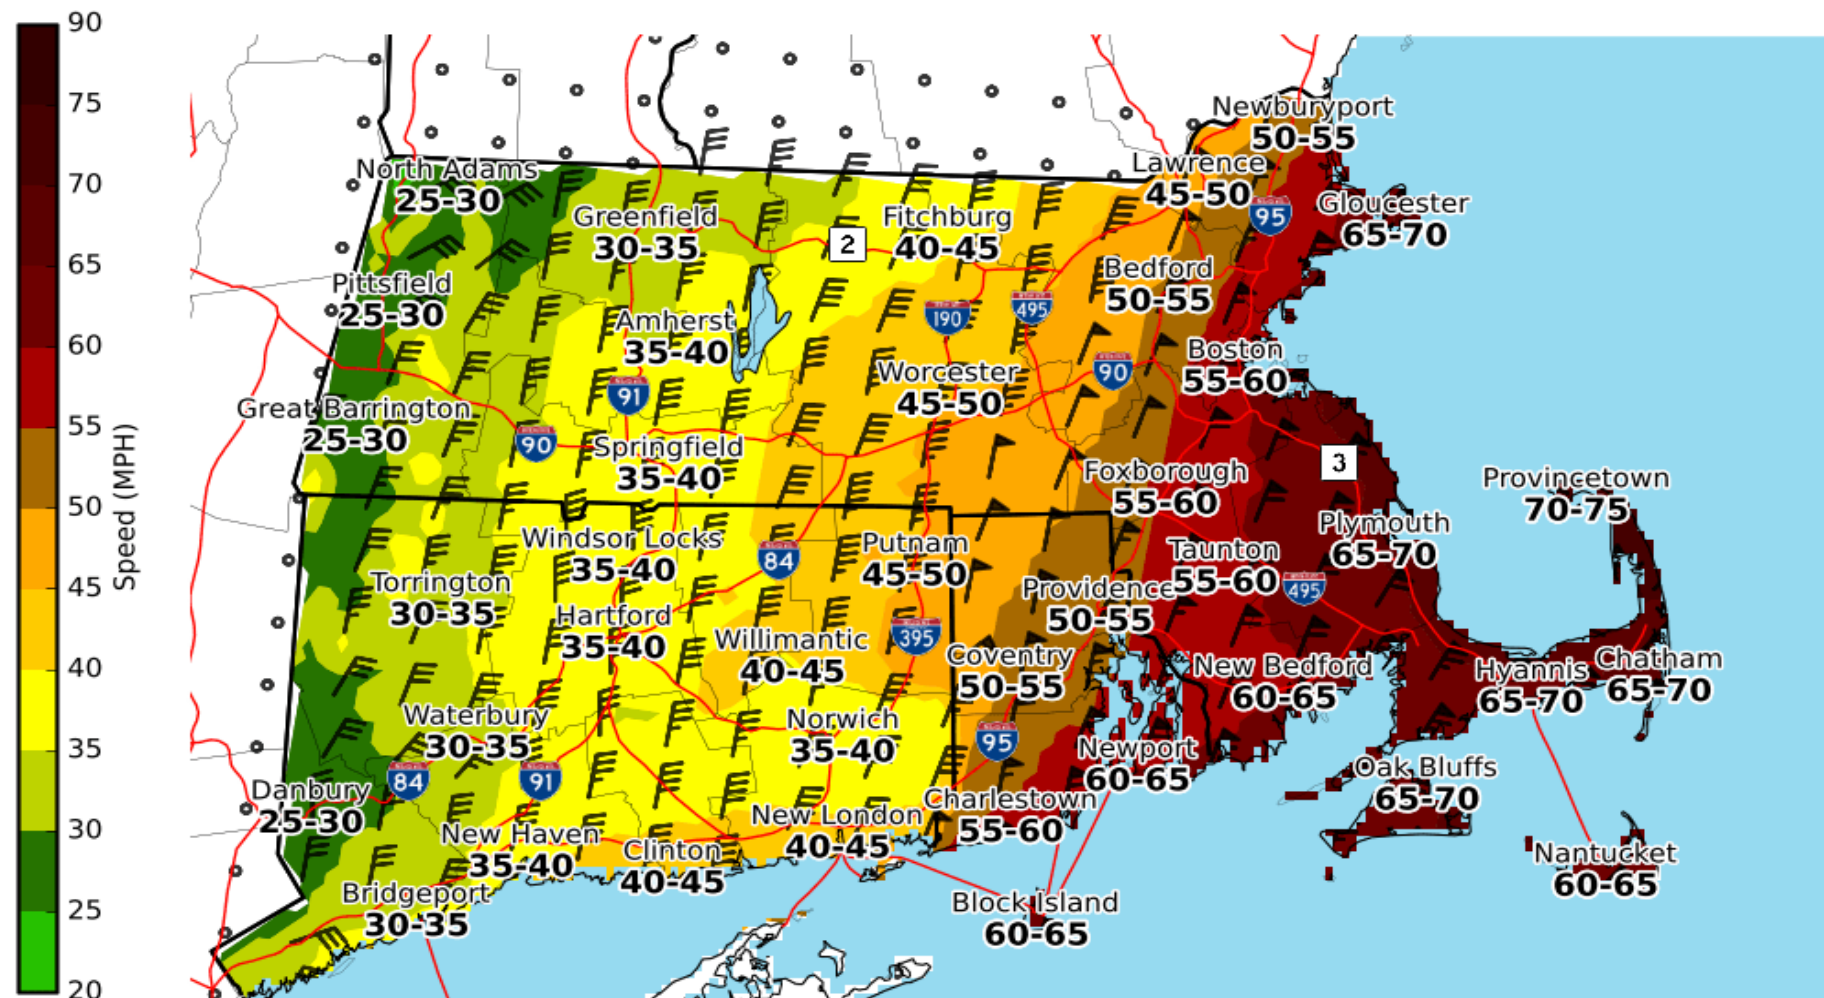 90
75
70
65
60
55
50
45
40
35
30
25
20
Speed (MPH)
Newburyport
50-55
North Adams
25-30
Lawrence
45-50
Greenfield
30-35
Fitchburg
40-45
95
Gloucester
65-70
2
Pittsfield
25-30
Bedford
50-55
Amherst
35-40
190
495
Boston
55-60
Worcester
45-50
90
91
Great Barrington
25-30
90
Springfield
35-40
Foxborough
55-60
3
Provincetown
70-75
Windsor Locks
35-40
84
Putnam
45-50
Plymouth
65-70
Taunton
55-60
Torrington
30-35
Providence
50-55
495
Hartford
35-40
Willimantic
40-45
395
Coventry
50-55
New Bedford
60-65
Hyannis
65-70
Chatham
65-70
Waterbury
30-35
Norwich
35-40
95
Newport
60-65
84
91
Oak Bluffs
65-70
Danbury
25-30
New Haven
35-40
Clinton
40-45
New London
40-45
Charlestown
55-60
Nantucket
60-65
Bridgeport
30-35
Block Island
60-65